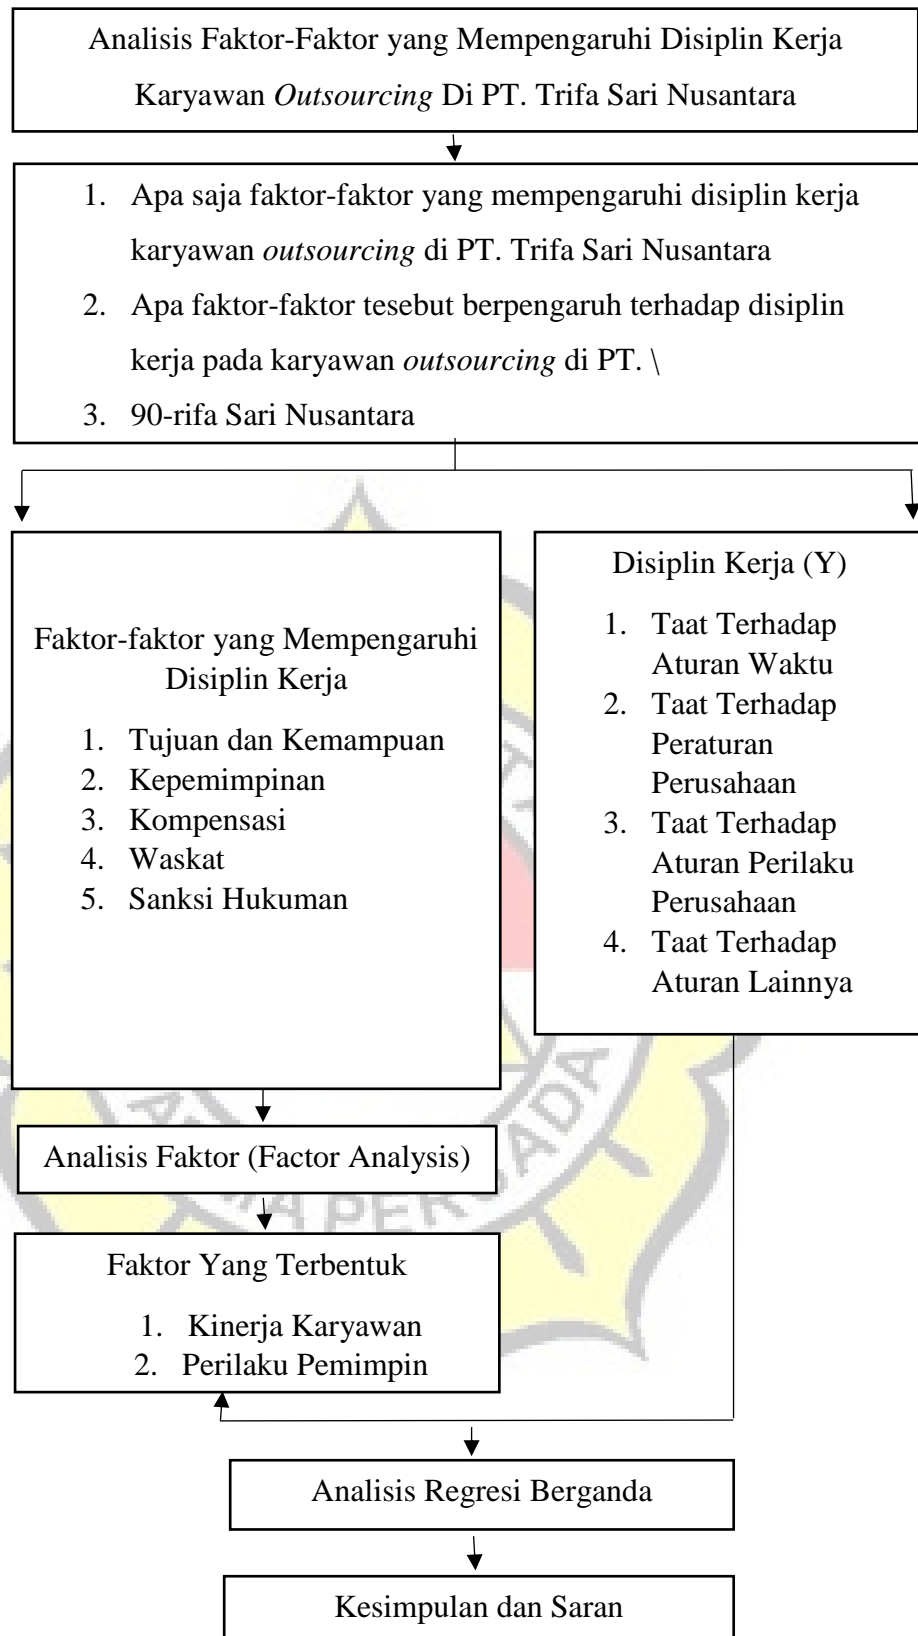 Analisis Faktor-Faktor yang Mempengaruhi Disiplin Kerja
Karyawan Outsourcing Di PT. Trifa Sari Nusantara
1. Apa saja faktor-faktor yang mempengaruhi disiplin kerja
karyawan outsourcing di PT. Trifa Sari Nusantara
2. Apa faktor-faktor tesebut berpengaruh terhadap disiplin
kerja pada karyawan outsourcing di PT. \
3. 90-rifa Sari Nusantara
Faktor-faktor yang Mempengaruhi
Disiplin Kerja
1. Tujuan dan Kemampuan
2. Kepemimpinan
3. Kompensasi
4. Waskat
5. Sanksi Hukuman
Disiplin Kerja (Y)
1. Taat Terhadap
Aturan Waktu
2. Taat Terhadap
Peraturan
Perusahaan
3. Taat Terhadap
Aturan Perilaku
Perusahaan
4. Taat Terhadap
Aturan Lainnya
Analisis Faktor (Factor Analysis)
Faktor Yang Terbentuk
1. Kinerja Karyawan
2. Perilaku Pemimpin
Analisis Regresi Berganda
Kesimpulan dan Saran